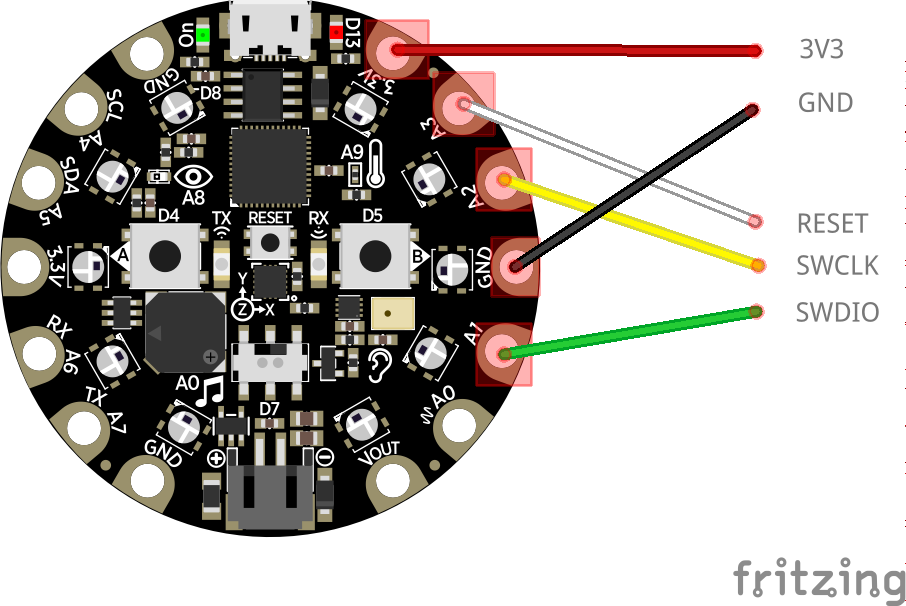 On
D13
GND
D8
3.3V
SCL
A4
A3
A9
SDA
A5
A8
A2
D4
TX
RESET
RX
D5
3.3V
A
B
GND
Y
Z
X
RX
A6
A1
A0
TX
A7
A0
D7
GND
VOUT
3V3
GND
RESET
SWCLK
SWDIO
fritzing